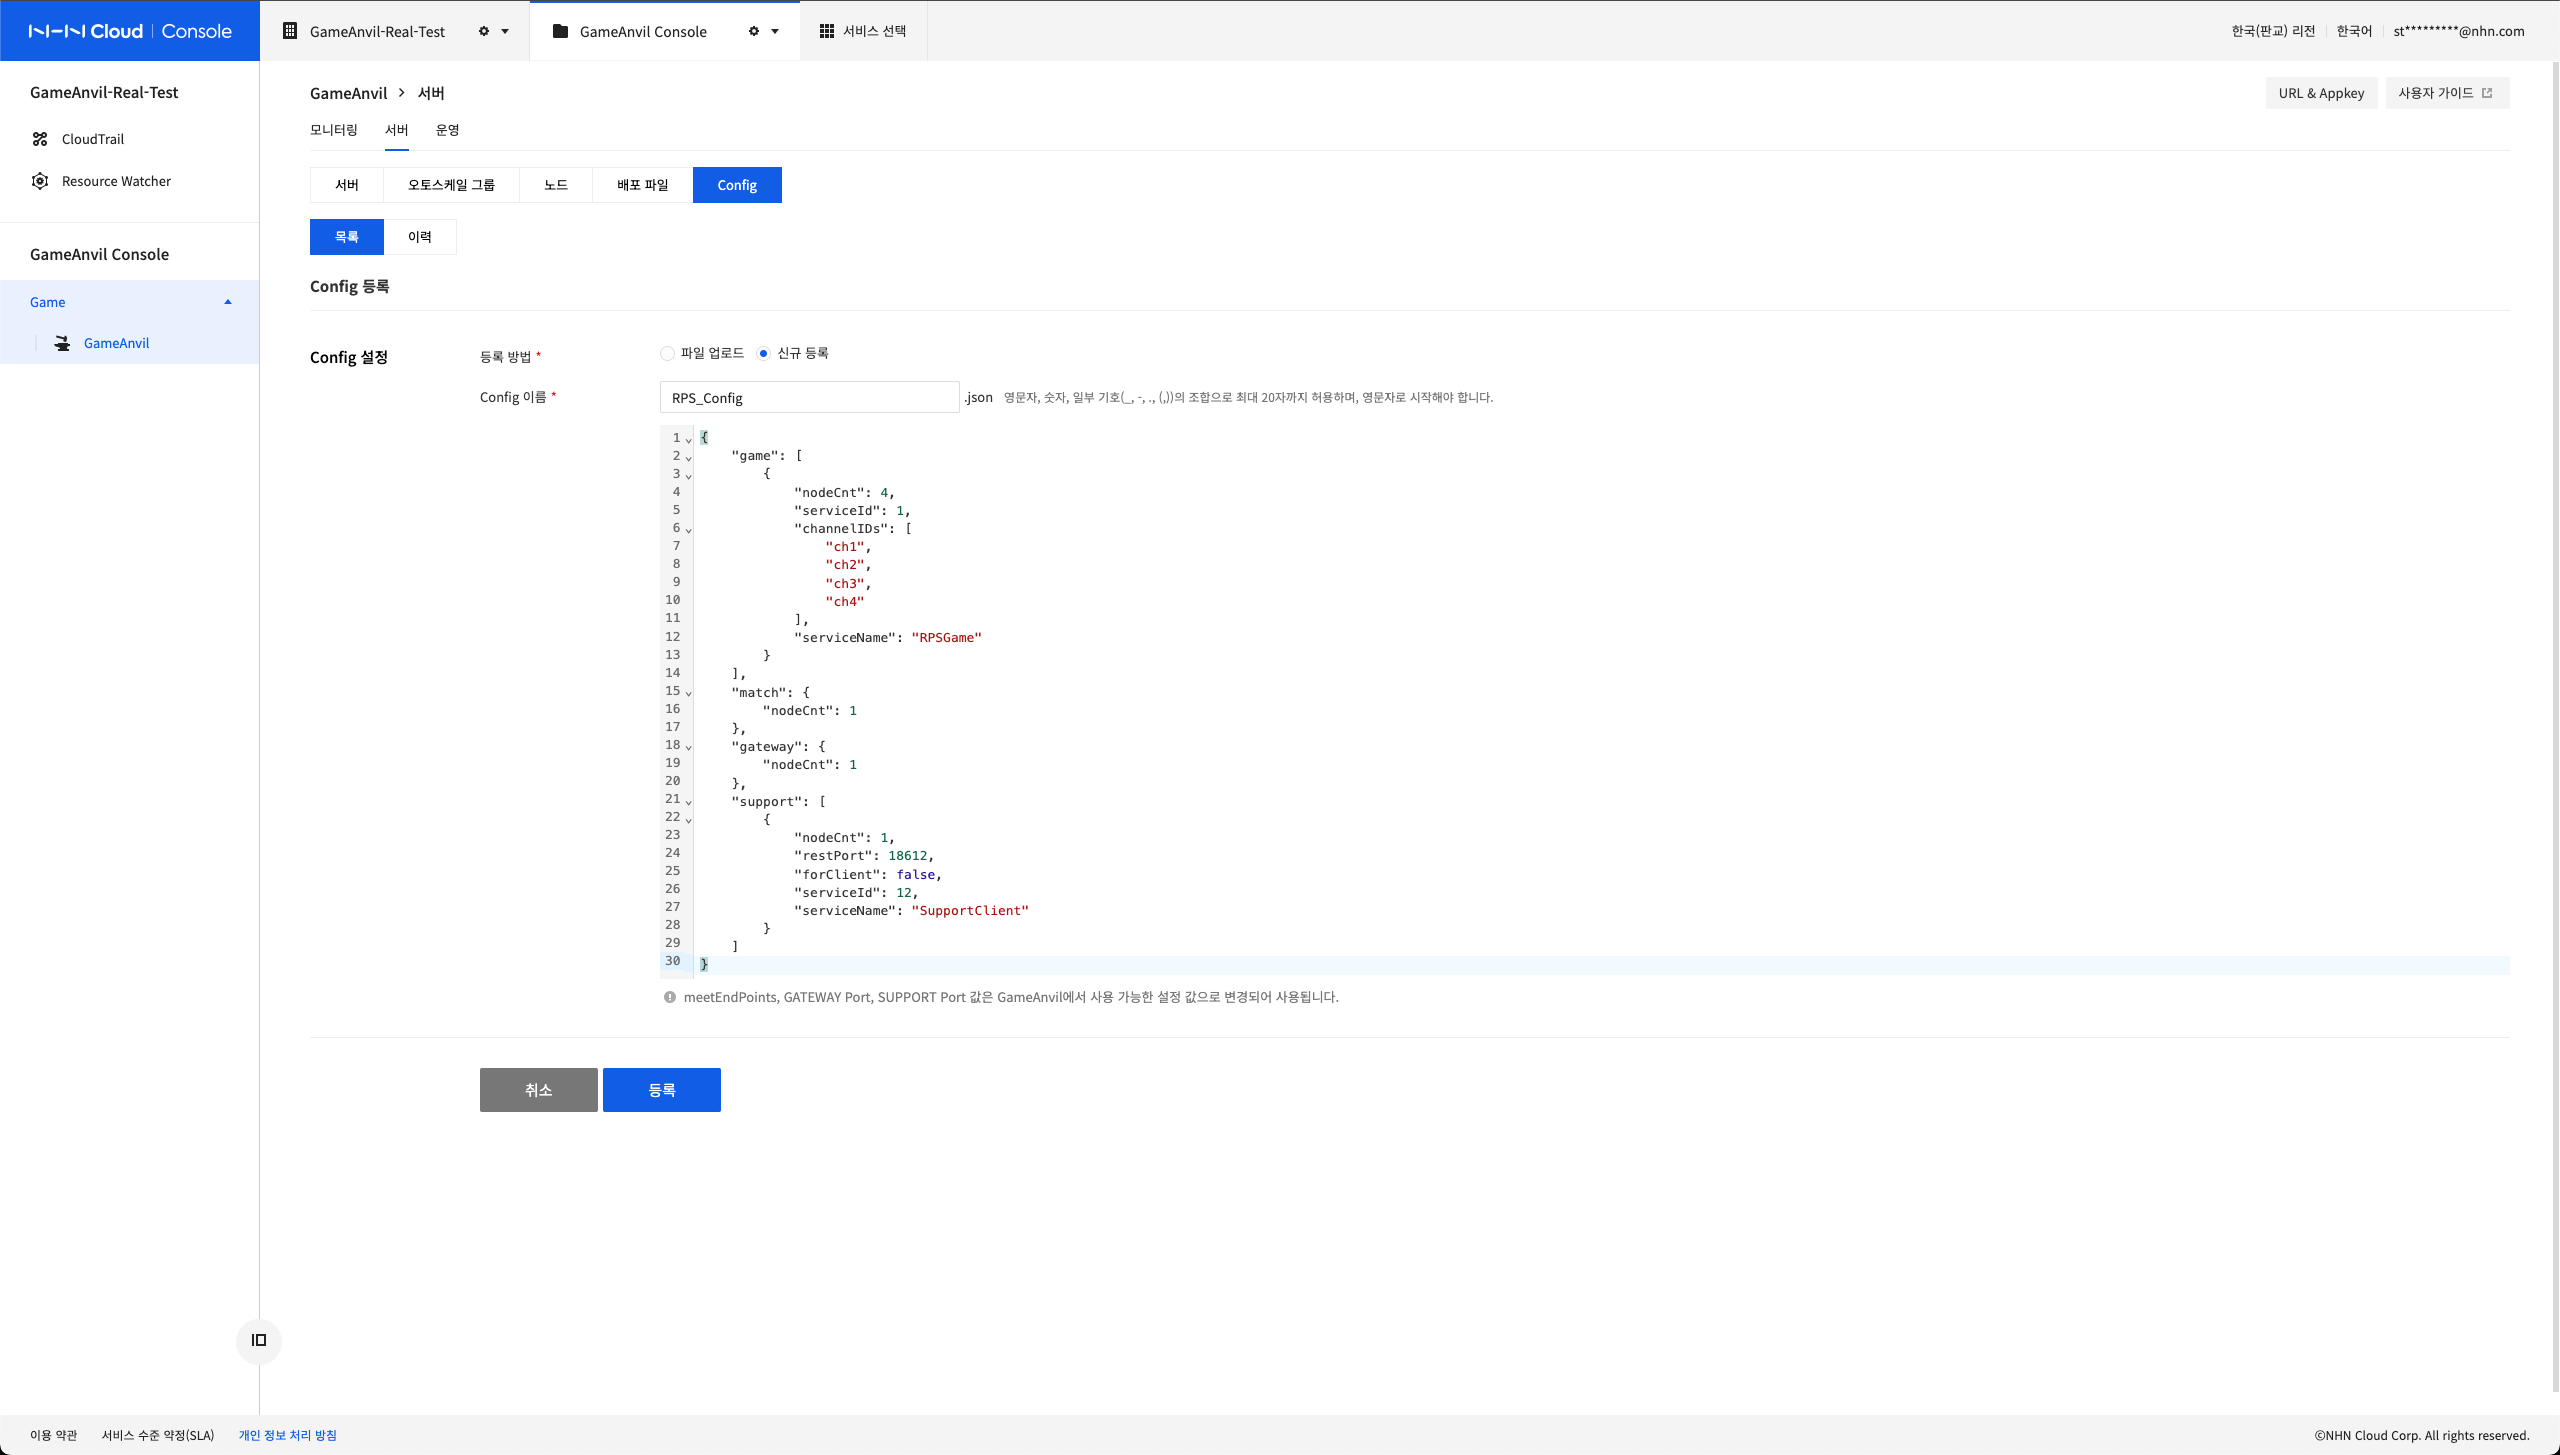 NHN Cloud | Console
GameAnvil-Real-Test
GameAnvil Console
서비스 선택
한국(판교) 리전
한국어
st*********@nhn.com
GameAnvil-Real-Test
CloudTrail
Resource Watcher
GameAnvil Console
Game
GameAnvil
GameAnvil > 서버
URL & Appkey
사용자 가이드
모니터링 서버 운영
서버 오토스케일 그룹 노드 배포 파일 Config
목록 이력
Config 등록
Config 설정
등록 방법 *
파일 업로드 신규 등록
Config 이름 *
RPS_Config
.json 영문자, 숫자, 일부 기호(_, -, ., (,))의 조합으로 최대 20자까지 허용하며, 영문자로 시작해야 합니다.
1 {
2     "game": [
3         {
4             "nodeCnt": 4,
5             "serviceId": 1,
6             "channelIDs": [
7                 "ch1",
8                 "ch2",
9                 "ch3",
10                 "ch4"
11             ],
12             "serviceName": "RPSGame"
13         }
14     ],
15     "match": {
16         "nodeCnt": 1
17     },
18     "gateway": {
19         "nodeCnt": 1
20     },
21     "support": [
22         {
23             "nodeCnt": 1,
24             "restPort": 18612,
25             "forClient": false,
26             "serviceId": 12,
27             "serviceName": "SupportClient"
28         }
29     ]
30 }
meetEndPoints, GATEWAY Port, SUPPORT Port 값은 GameAnvil에서 사용 가능한 설정 값으로 변경되어 사용됩니다.
취소 등록
이용 약관 서비스 수준 약정(SLA) 개인 정보 처리 방침
©NHN Cloud Corp. All rights reserved.